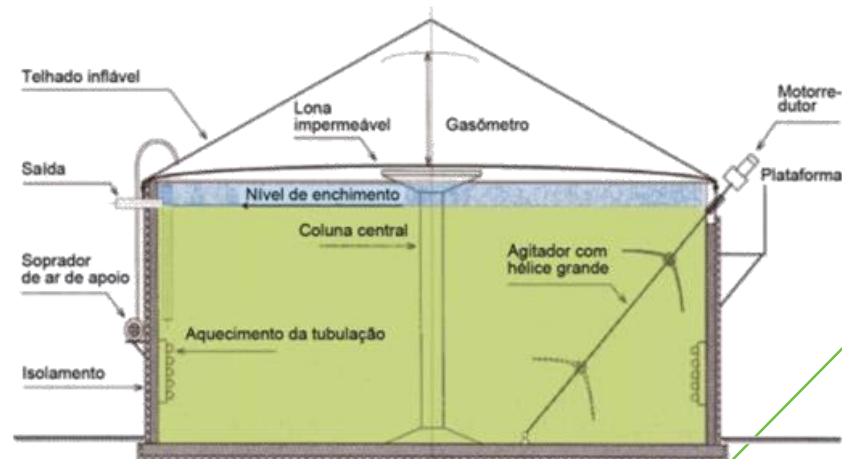 Telhado inflável
Lona
impermeável
Gasômetro
Motorre-
dutor
Saída
Nível de enchimento
Plataforma
Coluna central
Soprador
de ar de apoio
Agitador com
hélice grande
Aquecimento da tubulação
Isolamento